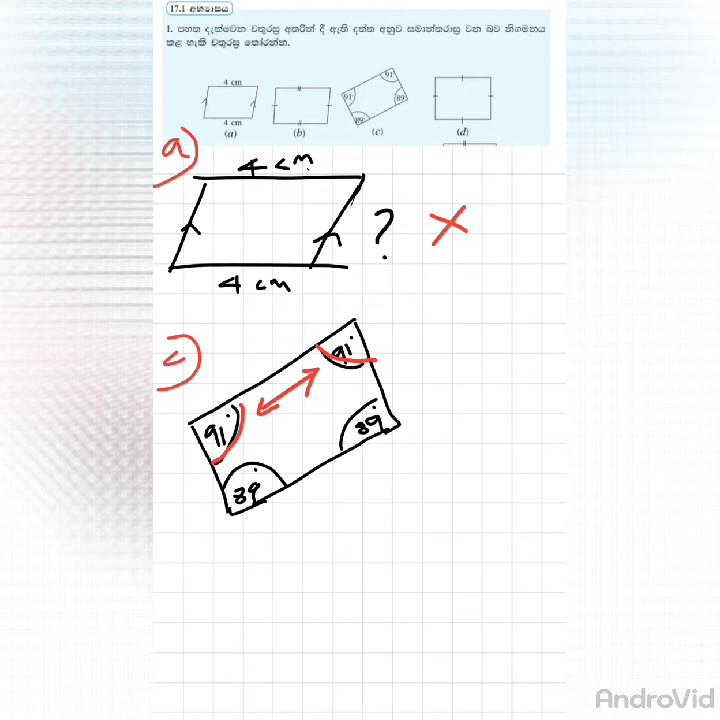 17.1 අභ්‍යාසය
1. පහත දැක්වෙන චතුරස්‍ර අතරින් දී ඇති දත්ත අනුව සමාන්තරාස්‍ර වන බව නිගමනය
කළ හැකි චතුරස්‍ර තෝරන්න.
4 cm
4 cm
(a)
(b)
91°
91°
89°
89°
(c)
(d)
a)
4 cm
? ×
4 cm
c)
91°
91°
89°
89°
AndroVid